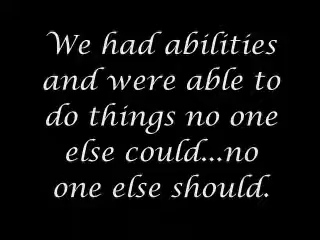 We had abilities
and were able to
do things no one
else could...no
one else should.